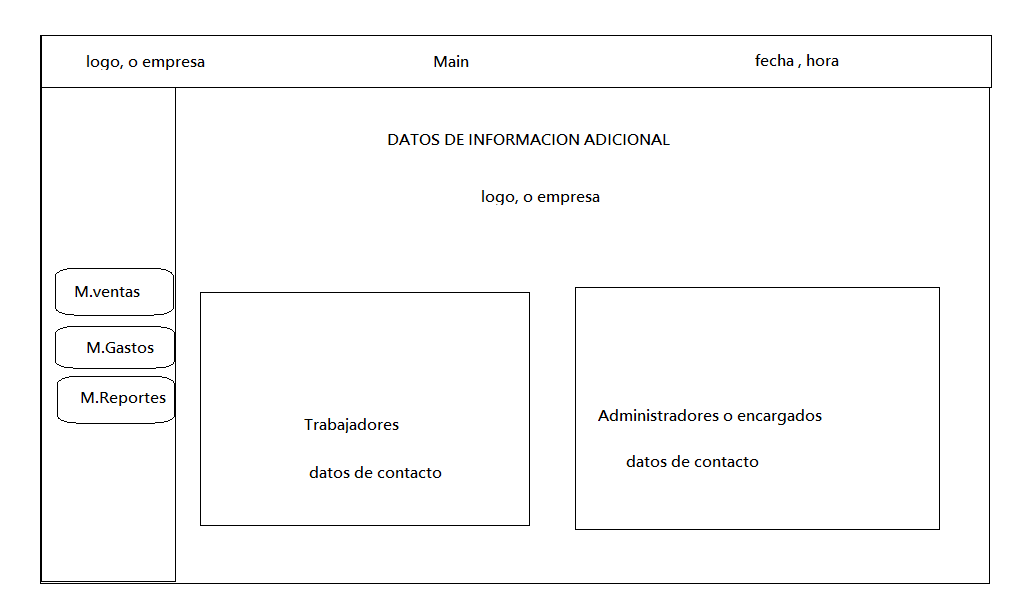 logo, o empresa
Main
fecha , hora
DATOS DE INFORMACION ADICIONAL
logo, o empresa
M.ventas
M.Gastos
M.Reportes
Trabajadores
datos de contacto
Administradores o encargados
datos de contacto